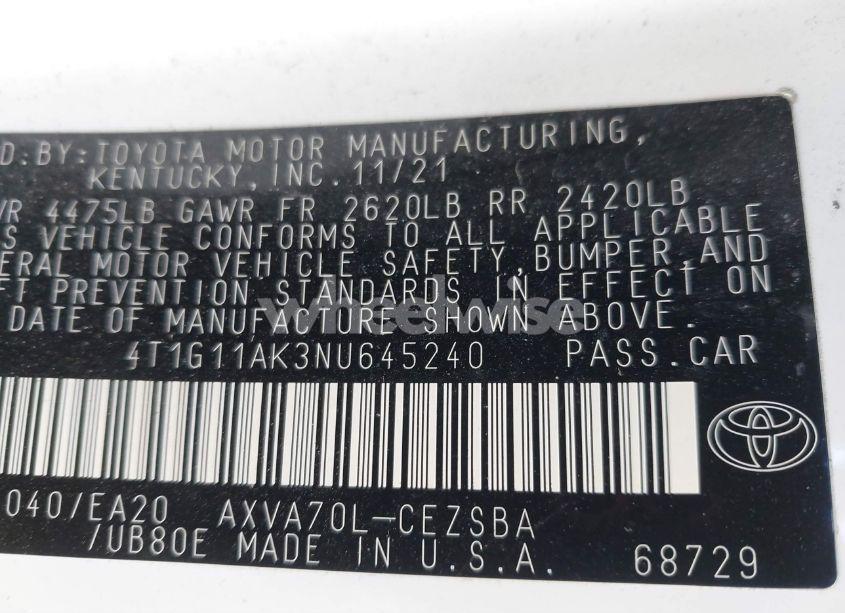 D.BY:TOYOTA MOTOR MANUFACTURING,
KENTUCKY, INC. 11/21
WR 4475LB GAWR FR 2620LB RR 2420LB
S VEHICLE CONFORMS TO ALL APPLICABLE
ERAL MOTOR VEHICLE SAFETY, BUMPER, AND
FT PREVENTION STANDARDS IN EFFECT ON
DATE OF MANUFACTURE SHOWN ABOVE.
wheelwise
4T1G11AK3NU645240 PASS.CAR
040/EA20 AXVA70L-CEZSBA
/UB80E MADE IN U.S.A. 68729